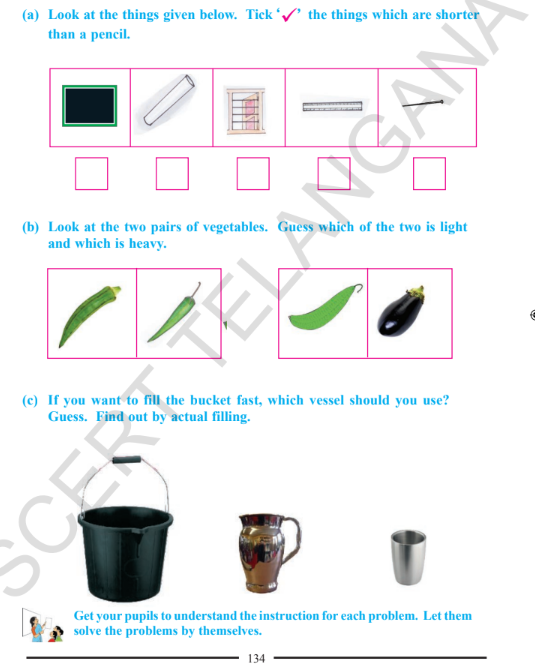 (a) Look at the things given below. Tick ‘✓’ the things which are shorter
than a pencil.
(b) Look at the two pairs of vegetables. Guess which of the two is light
and which is heavy.
(c) If you want to fill the bucket fast, which vessel should you use?
Guess. Find out by actual filling.
Get your pupils to understand the instruction for each problem. Let them
solve the problems by themselves.
134
SCERT TELANGANA